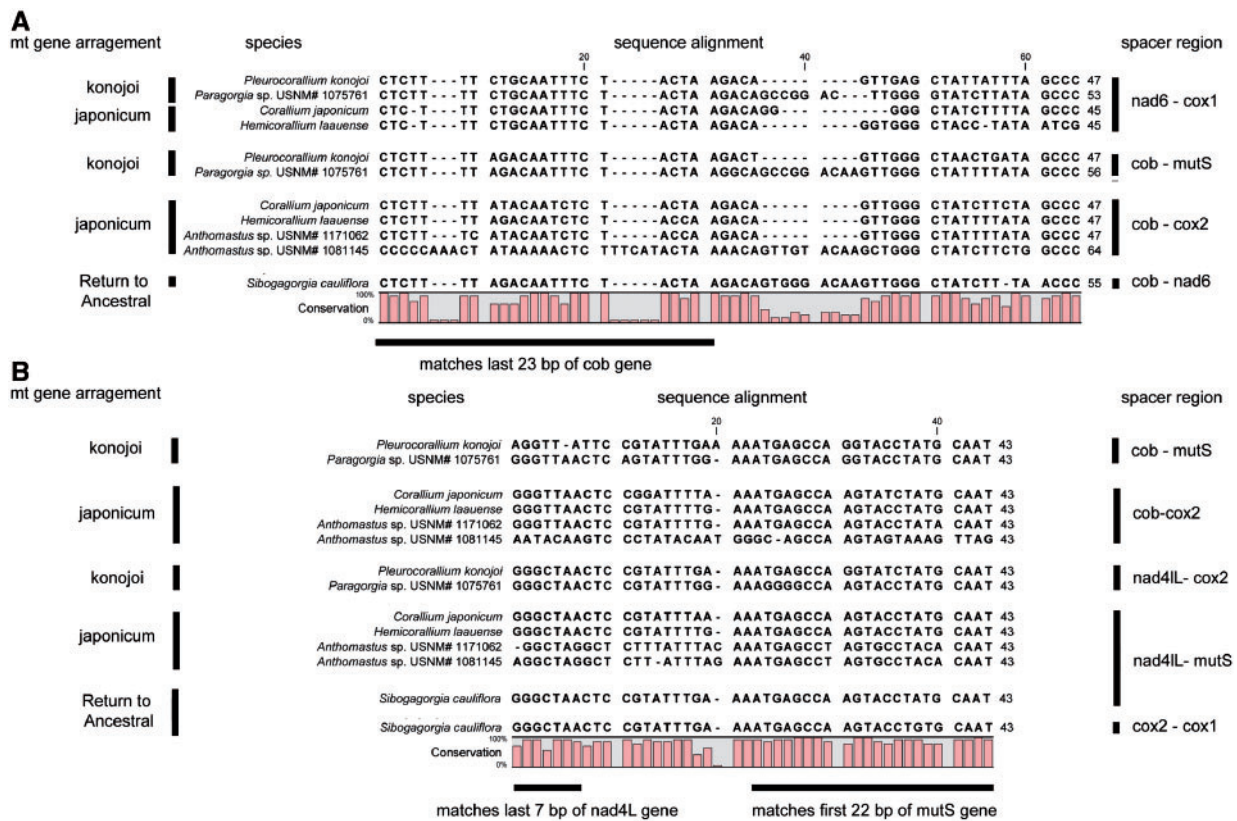 A
mt gene arragement species sequence alignment spacer region
20 40 60
konojoi Pleurocorallium konojoi CTCTT---TT CTGCAATTTC T-----ACTA AGACA----- ----GTTGAG CTATTATTTA GCCC 47 nad6 - cox1
Paragorgia sp. USNM# 1075761 CTCTT---TT CTGCAATTTC T-----ACTA AGACAGCCGG AC--TTGGGG CTATCTTATA GCCC 53
japonicum Corallium japonicum CTC-T---TT CTGCAATTTC T-----ACTA AGACAGG--- -------GGG CTATCTTATA GCCC 45
Hemicorallium laauense CTC-T---TT CTGCAATTTC T-----ACTA AGACA----- ----GGTGGG CTACC-TATA ATCG 45
konojoi Pleurocorallium konojoi CTCTT---TT AGACAATTTC T-----ACTA AGACT----- ----GTTGGG CTAACTGATA GCCC 47 cob - mutS
Paragorgia sp. USNM# 1075761 CTCTT---TT AGACAATTTC T-----ACTA AGGCAGCCGG ACAAGTTGGG CTATTTTATA GCCC 56
japonicum Corallium japonicum CTCTT---TT ATACAATCTC T-----ACTA AGACA----- ----GTTGGG CTATCTTATA GCCC 47 cob - cox2
Hemicorallium laauense CTCTT---TT AGACAATCTC T-----ACCA AGACA----- ----GTTGGG CTATTTTATA GCCC 47
Anthomastus sp. USNM# 1171062 CTCTT---TC ATACAATCTC T-----ACCA AGACA----- ----GTTGGG CTATTTTATA GCCC 47
Anthomastus sp. USNM# 1081145 CCCCCAAACT ATAAAAACTC TTTCATACTA AACAGTTGT ACAAGCTGGG CTATCTTCTG GCCC 64
Return to Ancestral Sibogagorgia cauliflora CTCTT---TT AGACAATTTC T-----ACTA AGACAGTGGG ACAAGTTGGG CTATCTT-TA ACCC 55 cob - nad6
100%
Conservation
0%
matches last 23 bp of cob gene
B
mt gene arragement species sequence alignment spacer region
20 40
konojoi Pleurocorallium konojoi AGGTT-ATTC CGTATTTGAA AAATGAGCCA GGTACCTATG CAAT 43 cob - mutS
Paragorgia sp. USNM# 1075761 GGGTTAACTC AGTATTTGG- AAATGAGCCA GGTACCTATG CAAT 43
japonicum Corallium japonicum GGGTTAACTC CGGATTTTA- AAATGAGCCA AGTATCTATG CAAT 43 cob-cox2
Hemicorallium laauense GGGTTAACTC CGTATTTTG- AAATGAGCCA AGTACCTATG CAAT 43
Anthomastus sp. USNM# 1171062 GGGTTAACTC CGTATTTTG- AAATGAGCCA AGTATCTATA CAAT 43
Anthomastus sp. USNM# 1081145 AATACAAGTC CCTATACAAT GGGC-AGCCA AGTAGTAAAG TTAG 43
konojoi Pleurocorallium konojoi GGGCTAACTC CGTATTTGA- AAATGAGCCA AGTATCTATG CAAT 43 nad4lL- cox2
Paragorgia sp. USNM# 1075761 GGGCTAACTC CGTATTTGG- AAAGGGGCCA AGTACCTATG CAAT 43
japonicum Corallium japonicum GGGCTAACTC CGTATTTAA- AAATGAGCCA AGTACCTATG CAAT 43 nad4lL- mutS
Hemicorallium laauense GGGCTAACTC CGTATTTTG- AAATGAGCCA AGTACCTATG CAAT 43
Anthomastus sp. USNM# 1171062 -GGCTAGGCT CTTTATTTAC AAATGAGCCT AGTGCCTACA CAAT 43
Anthomastus sp. USNM# 1081145 AGGCTAGGCT CTT-ATTTAG AAATGAGCCT AGTGCCTACA CAAT 43
Return to Ancestral Sibogagorgia cauliflora GGGCTAACTC CGTATTTGA- AAATGAGCCA AGTACCTATG CAAT 43
Sibogagorgia cauliflora GGGCTAACTC CGTATTTGA- AAATGAGCCA AGTACCTGTG CAAT 43 cox2 - cox1
100%
Conservation
0%
matches last 7 bp of nad4L gene matches first 22 bp of mutS gene